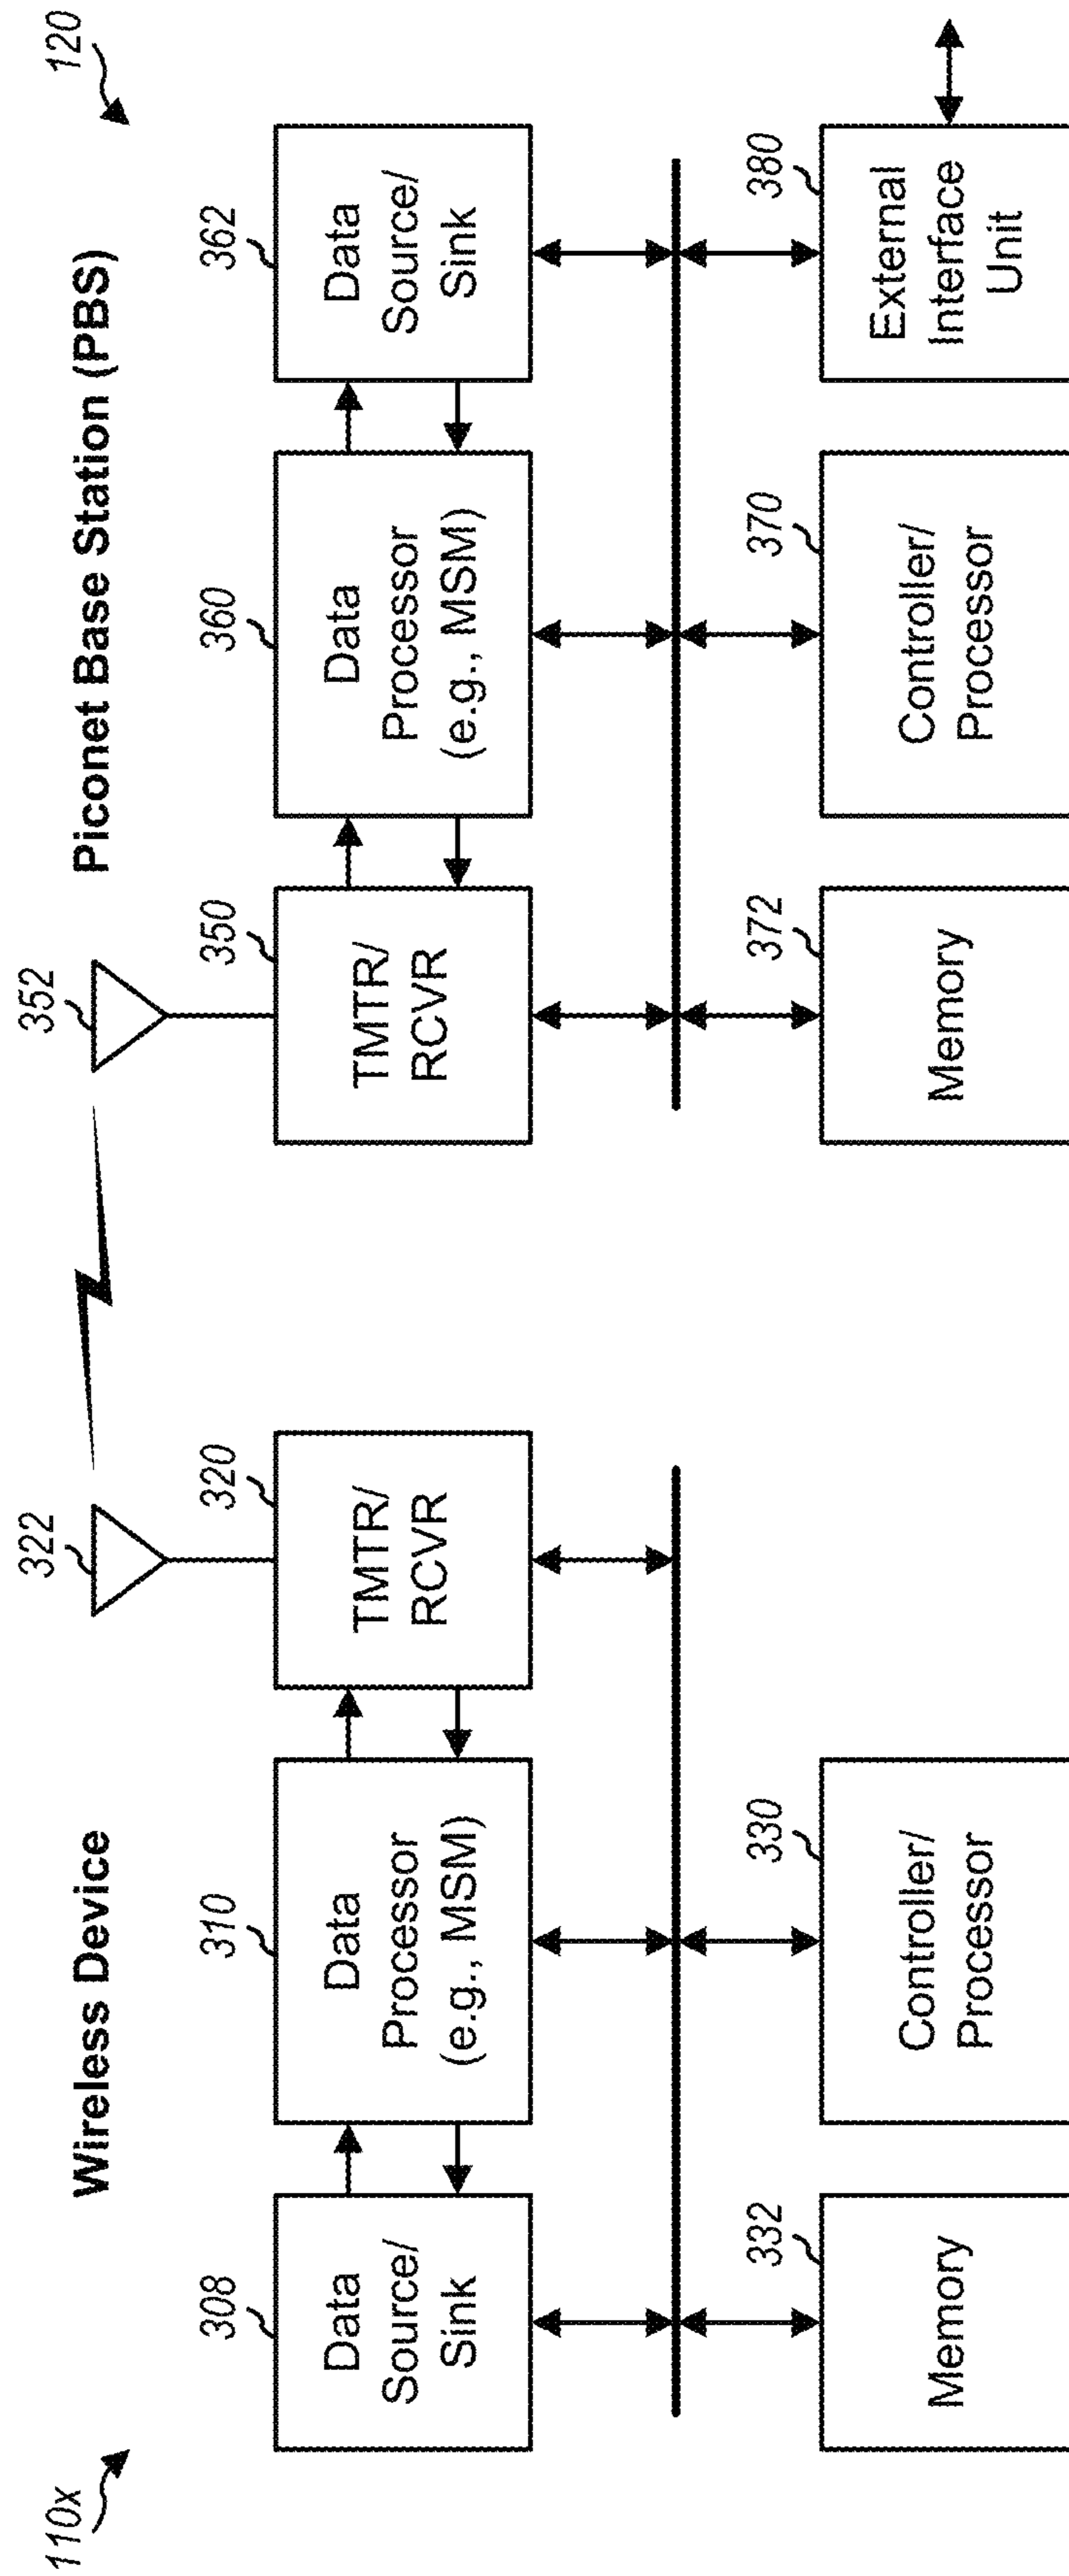 110x
Wireless Device
322
308
Data
Source/
Sink
310
Data
Processor
(e.g., MSM)
320
TMTR/
RCVR
332
Memory
330
Controller/
Processor
120
Piconet Base Station (PBS)
352
350
TMTR/
RCVR
360
Data
Processor
(e.g., MSM)
362
Data
Source/
Sink
372
Memory
370
Controller/
Processor
380
External
Interface
Unit